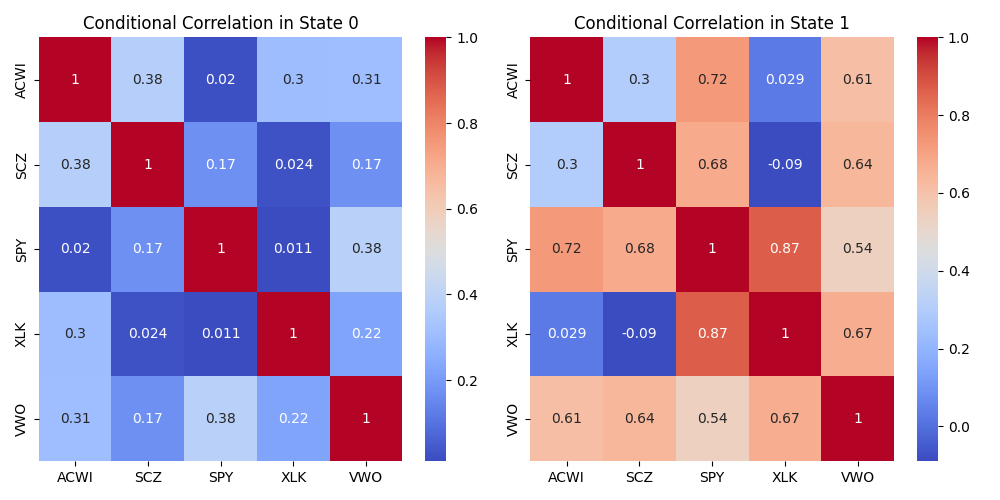 Conditional Correlation in State 0
ACWI 1 0.38 0.02 0.3 0.31
SCZ 0.38 1 0.17 0.024 0.17
SPY 0.02 0.17 1 0.011 0.38
XLK 0.3 0.024 0.011 1 0.22
VWO 0.31 0.17 0.38 0.22 1
ACWI SCZ SPY XLK VWO
1.0
0.8
0.6
0.4
0.2
Conditional Correlation in State 1
ACWI 1 0.3 0.72 0.029 0.61
SCZ 0.3 1 0.68 -0.09 0.64
SPY 0.72 0.68 1 0.87 0.54
XLK 0.029 -0.09 0.87 1 0.67
VWO 0.61 0.64 0.54 0.67 1
ACWI SCZ SPY XLK VWO
1.0
0.8
0.6
0.4
0.2
0.0